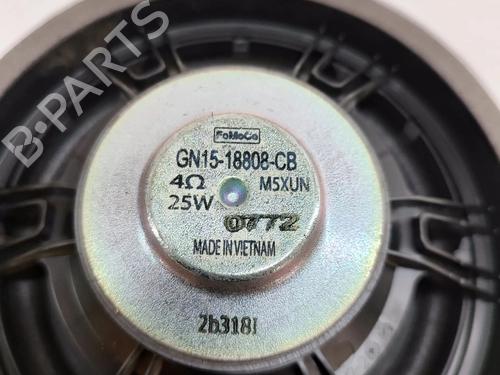 B-PARTS
FoMoCo
GN15-18808-CB
4Ω M5XUN
25W 0772
MADE IN VIETNAM
2b318I